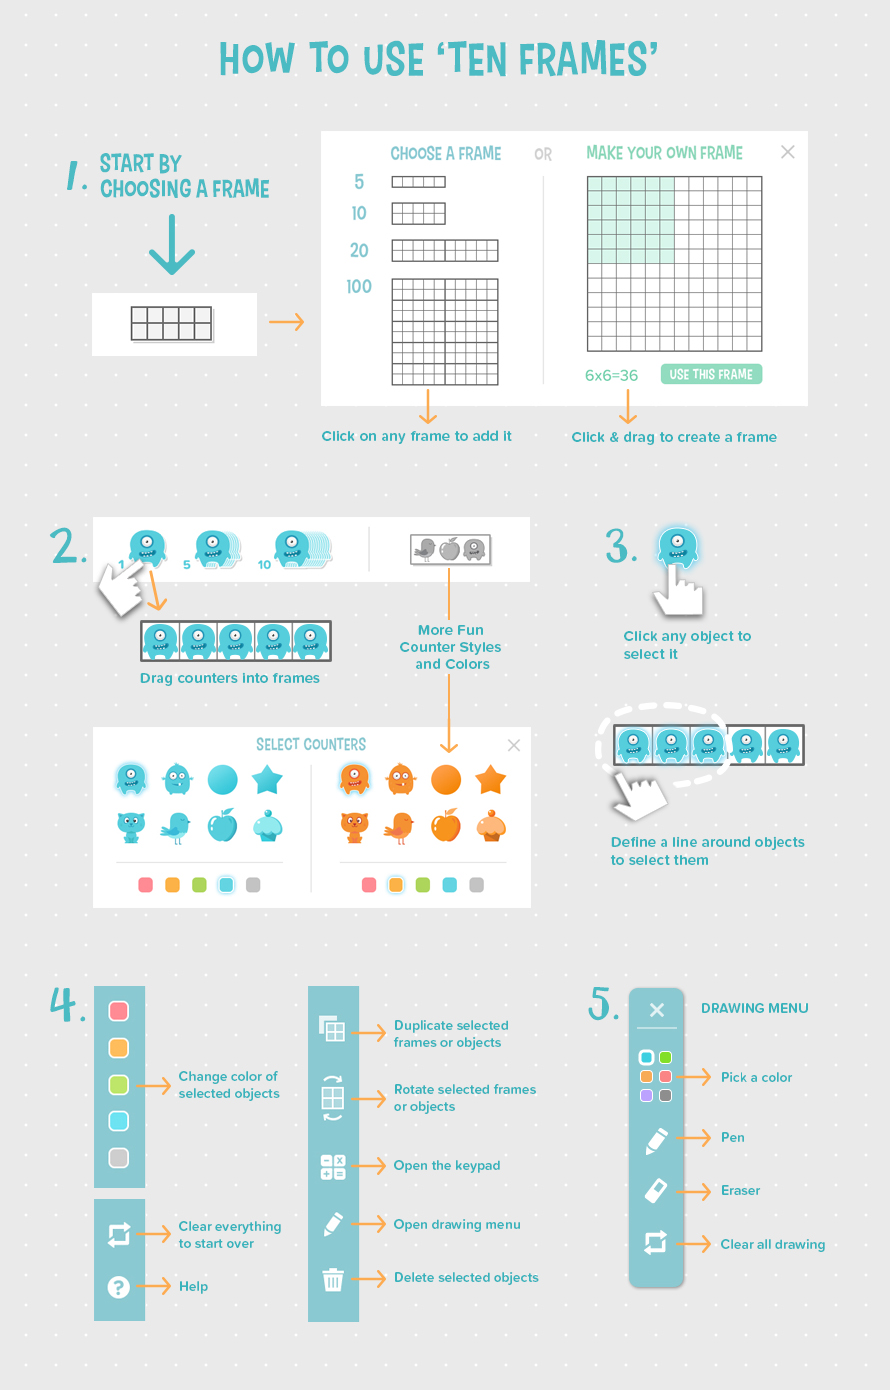 HOW TO USE ‘TEN FRAMES’
1.
START BY
CHOOSING A FRAME
CHOOSE A FRAME
OR
MAKE YOUR OWN FRAME
5
10
20
100
6x6=36
USE THIS FRAME
Click on any frame to add it
Click & drag to create a frame
2.
1
5
10
Drag counters into frames
More Fun
Counter Styles
and Colors
SELECT COUNTERS
3.
Click any object to
select it
Define a line around objects
to select them
4.
Change color of
selected objects
Clear everything
to start over
?
Help
Duplicate selected
frames or objects
Rotate selected frames
or objects
- x
+ =
Open the keypad
Open drawing menu
Delete selected objects
5.
DRAWING MENU
Pick a color
Pen
Eraser
Clear all drawing